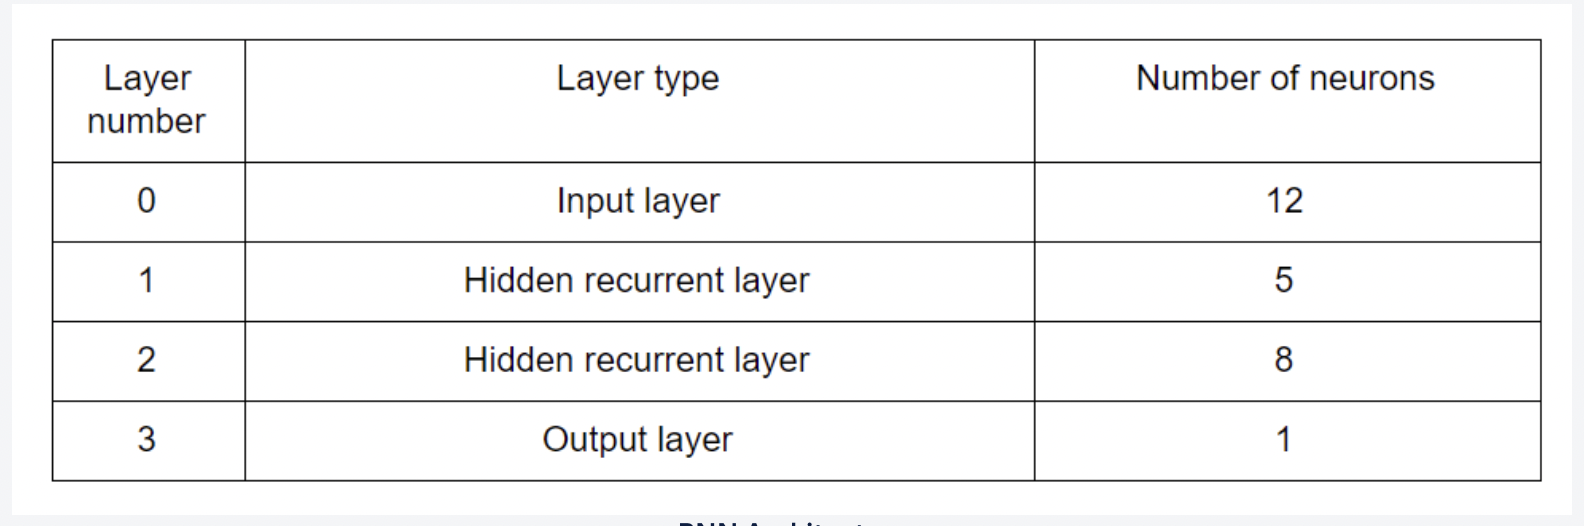 Layer number
Layer type
Number of neurons
0 Input layer 12
1 Hidden recurrent layer 5
2 Hidden recurrent layer 8
3 Output layer 1